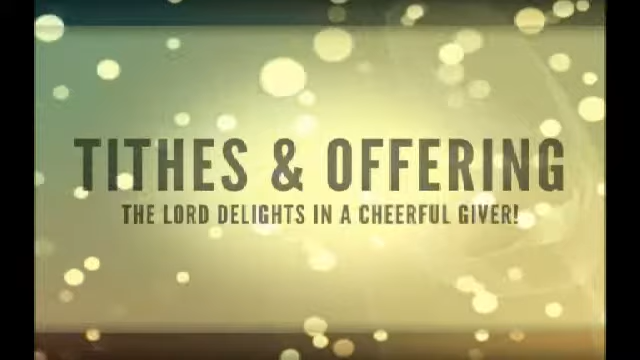 TITHES & OFFERING
THE LORD DELIGHTS IN A CHEERFUL GIVER!